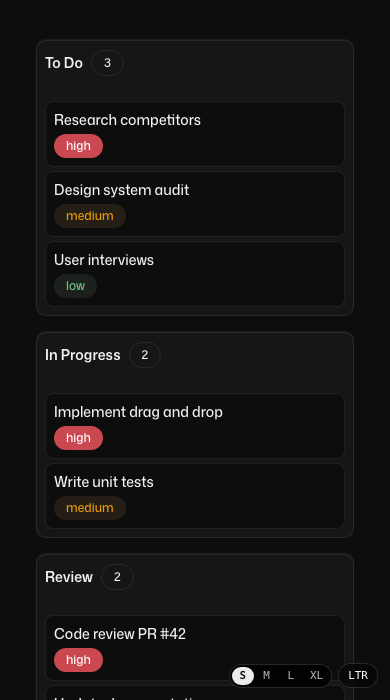 To Do 3
Research competitors
high
Design system audit
medium
User interviews
low
In Progress 2
Implement drag and drop
high
Write unit tests
medium
Review 2
Code review PR #42
high
S M L XL LTR